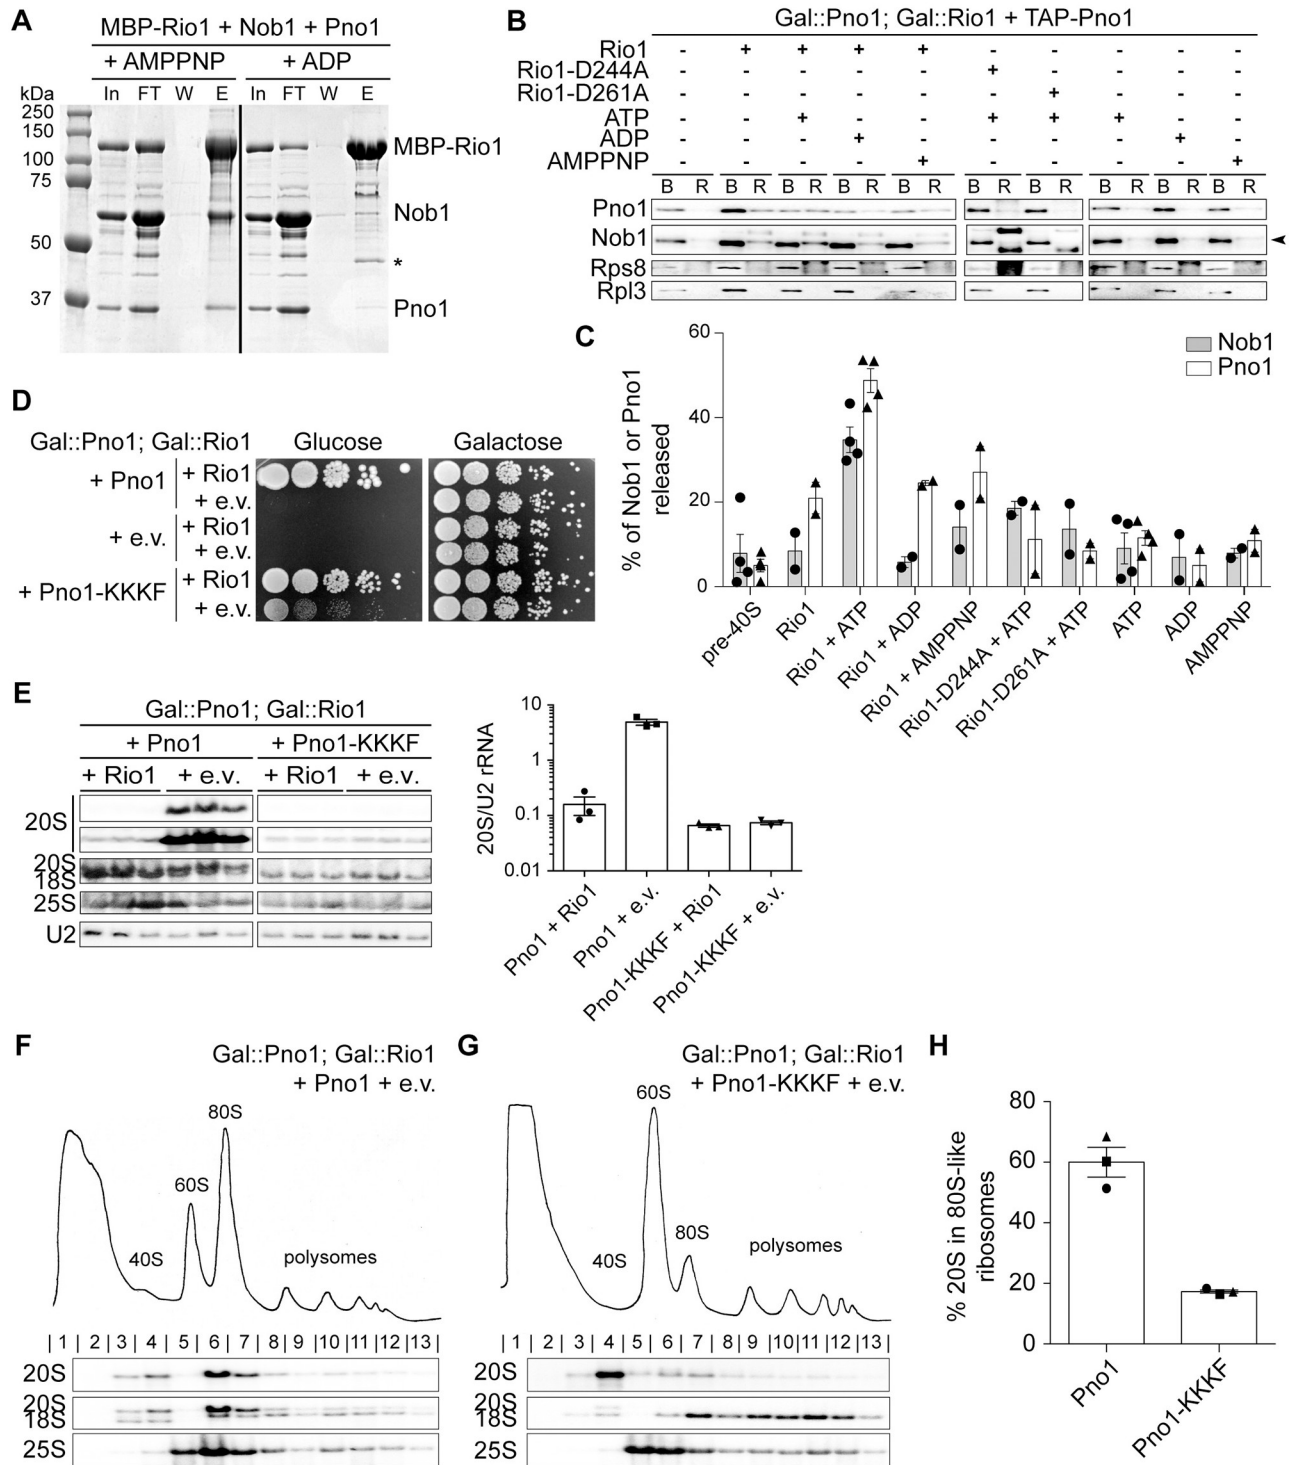 A
MBP-Rio1 + Nob1 + Pno1
+ AMPPNP + ADP
kDa In FT W E In FT W E
250
150
100
75
50
37
MBP-Rio1
Nob1
*
Pno1
B
Gal::Pno1; Gal::Rio1 + TAP-Pno1
Rio1 - + + + + - - - - -
Rio1-D244A - - - - - + - - - -
Rio1-D261A - - - - - - + - - -
ATP - - + - - + + + - -
ADP - - - + - - - - + -
AMPPNP - - - - + - - - - +
B R B R B R B R B R B R B R B R B R B R
Pno1
Nob1
Rps8
Rpl3
C
% of Nob1 or Pno1
released
60
40
20
0
Nob1
Pno1
pre-40S
Rio1
Rio1 + ATP
Rio1 + ADP
Rio1 + AMPPNP
Rio1-D244A + ATP
Rio1-D261A + ATP
ATP
ADP
AMPPNP
D
Gal::Pno1; Gal::Rio1 Glucose Galactose
+ Pno1 + Rio1
+ e.v.
+ e.v. + Rio1
+ e.v.
+ Pno1-KKKF + Rio1
+ e.v.
E
Gal::Pno1; Gal::Rio1
+ Pno1 + Pno1-KKKF
+ Rio1 + e.v. + Rio1 + e.v.
20S
20S
18S
25S
U2
20S/U2 rRNA
10
1
0.1
0.01
Pno1 + Rio1
Pno1 + e.v.
Pno1-KKKF + Rio1
Pno1-KKKF + e.v.
F
Gal::Pno1; Gal::Rio1
+ Pno1 + e.v.
80S
60S
40S
polysomes
| 1 | 2 | 3 | 4 | 5 | 6 | 7 | 8 | 9 | 10 | 11 | 12 | 13 |
20S
20S
18S
25S
G
Gal::Pno1; Gal::Rio1
+ Pno1-KKKF + e.v.
60S
80S
40S
polysomes
| 1 | 2 | 3 | 4 | 5 | 6 | 7 | 8 | 9 | 10 | 11 | 12 | 13 |
20S
20S
18S
25S
H
% 20S in 80S-like
ribosomes
80
60
40
20
0
Pno1
Pno1-KKKF